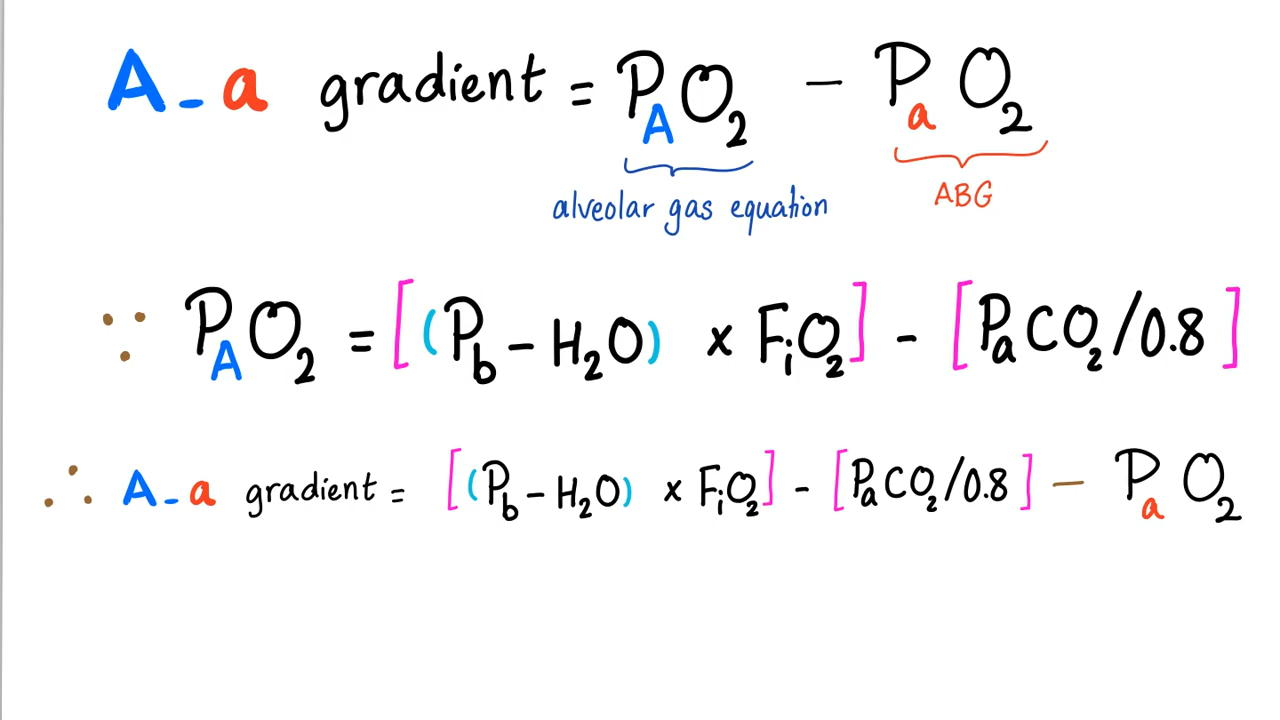 A-a gradient = PAO2 - PaO2
alveolar gas equation ABG
∵ PAO2 = [(Pb - H2O) x FiO2] - [PaCO2/0.8]
∴ A-a gradient = [(Pb - H2O) x FiO2] - [PaCO2/0.8] - PaO2